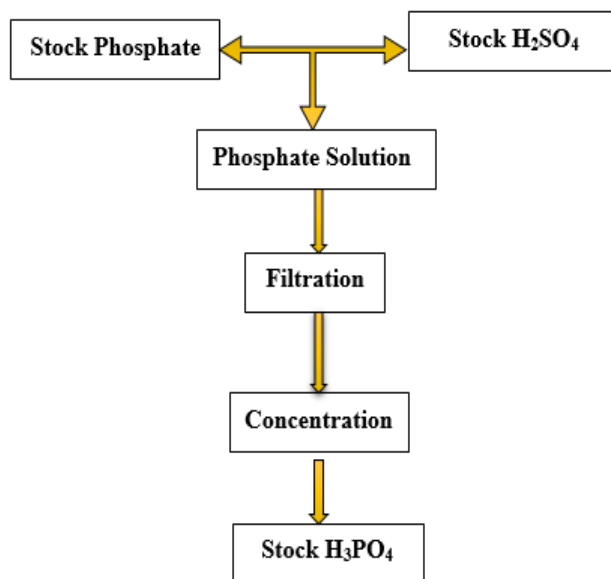 Stock Phosphate
Stock H₂SO₄
Phosphate Solution
Filtration
Concentration
Stock H₃PO₄